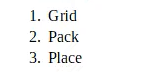 1. Grid
2. Pack
3. Place